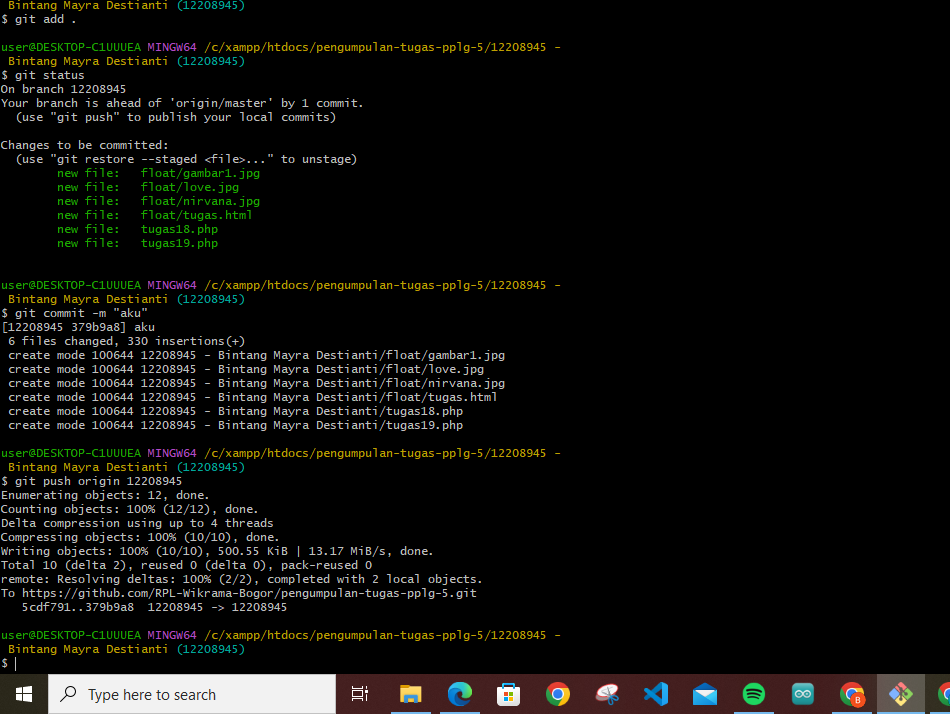 Bintang Mayra Destianti (12208945)
$ git add .
user@DESKTOP-C1UUUEA MINGW64 /c/xampp/htdocs/pengumpulan-tugas-pplg-5/12208945 -
Bintang Mayra Destianti (12208945)
$ git status
On branch 12208945
Your branch is ahead of 'origin/master' by 1 commit.
(use "git push" to publish your local commits)
Changes to be committed:
(use "git restore --staged <file>..." to unstage)
new file: float/gambar1.jpg
new file: float/love.jpg
new file: float/nirvana.jpg
new file: float/tugas.html
new file: tugas18.php
new file: tugas19.php
user@DESKTOP-C1UUUEA MINGW64 /c/xampp/htdocs/pengumpulan-tugas-pplg-5/12208945 -
Bintang Mayra Destianti (12208945)
$ git commit -m "aku"
[12208945 379b9a8] aku
6 files changed, 330 insertions(+)
create mode 100644 12208945 - Bintang Mayra Destianti/float/gambar1.jpg
create mode 100644 12208945 - Bintang Mayra Destianti/float/love.jpg
create mode 100644 12208945 - Bintang Mayra Destianti/float/nirvana.jpg
create mode 100644 12208945 - Bintang Mayra Destianti/float/tugas.html
create mode 100644 12208945 - Bintang Mayra Destianti/tugas18.php
create mode 100644 12208945 - Bintang Mayra Destianti/tugas19.php
user@DESKTOP-C1UUUEA MINGW64 /c/xampp/htdocs/pengumpulan-tugas-pplg-5/12208945 -
Bintang Mayra Destianti (12208945)
$ git push origin 12208945
Enumerating objects: 12, done.
Counting objects: 100% (12/12), done.
Delta compression using up to 4 threads
Compressing objects: 100% (10/10), done.
Writing objects: 100% (10/10), 500.55 KiB | 13.17 MiB/s, done.
Total 10 (delta 2), reused 0 (delta 0), pack-reused 0
remote: Resolving deltas: 100% (2/2), completed with 2 local objects.
To https://github.com/RPL-Wikrama-Bogor/pengumpulan-tugas-pplg-5.git
5cdf791..379b9a8 12208945 -> 12208945
user@DESKTOP-C1UUUEA MINGW64 /c/xampp/htdocs/pengumpulan-tugas-pplg-5/12208945 -
Bintang Mayra Destianti (12208945)
$
Type here to search
B